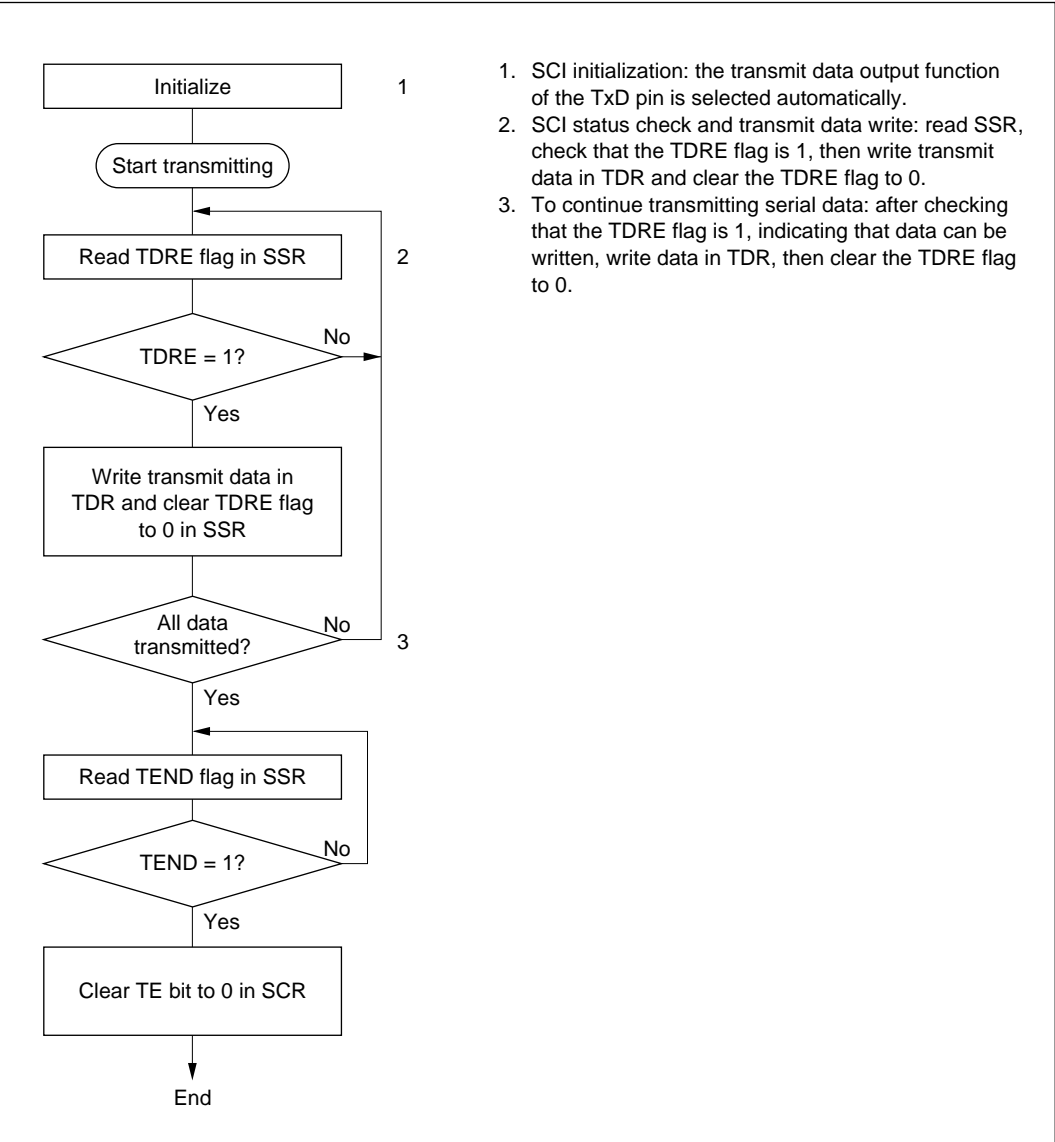 Initialize
1
Start transmitting
Read TDRE flag in SSR
2
TDRE = 1?
No
Yes
Write transmit data in
TDR and clear TDRE flag
to 0 in SSR
All data
transmitted?
No
3
Yes
Read TEND flag in SSR
TEND = 1?
No
Yes
Clear TE bit to 0 in SCR
End
1. SCI initialization: the transmit data output function
of the TxD pin is selected automatically.
2. SCI status check and transmit data write: read SSR,
check that the TDRE flag is 1, then write transmit
data in TDR and clear the TDRE flag to 0.
3. To continue transmitting serial data: after checking
that the TDRE flag is 1, indicating that data can be
written, write data in TDR, then clear the TDRE flag
to 0.